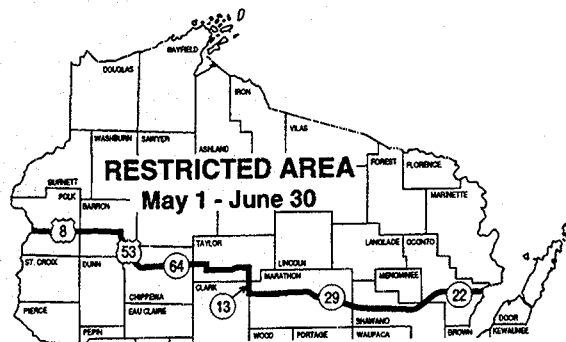 BAYFIELD
DOUGLAS
IRON
VILAS
WASHBURN SAWYER
ASHLAND
FOREST FLORENCE
RESTRICTED AREA
May 1 - June 30
BURNETT
MARINETTE
POLK
BARRON
8
TAYLOR
LANGLADE OCONTO
53
ST. CROIX
DUNN
64
LINCOLN
MARATHON
MENOMINEE
CLARK
29
22
CHIPPEWA
13
PIERCE
EAU CLAIRE
DOOR
SHAWANO
PEPIN
WOOD PORTAGE WAUPACA
BROWN
KEWAUNEE